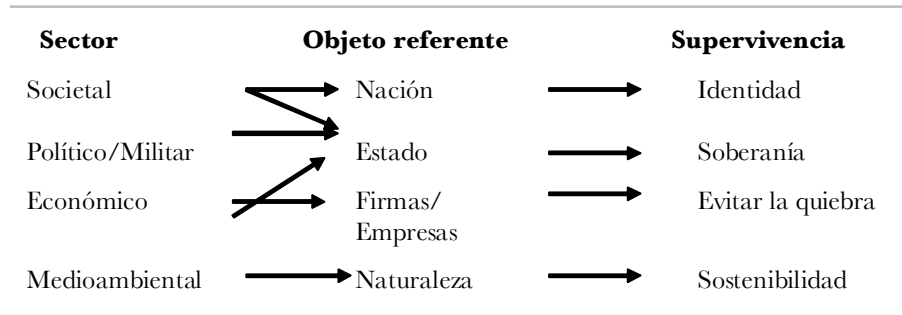 Sector Objeto referente Supervivencia
Societal Nación Identidad
Político/Militar Estado Soberanía
Económico Firmas/ Evitar la quiebra
Empresas
Medioambiental Naturaleza Sostenibilidad